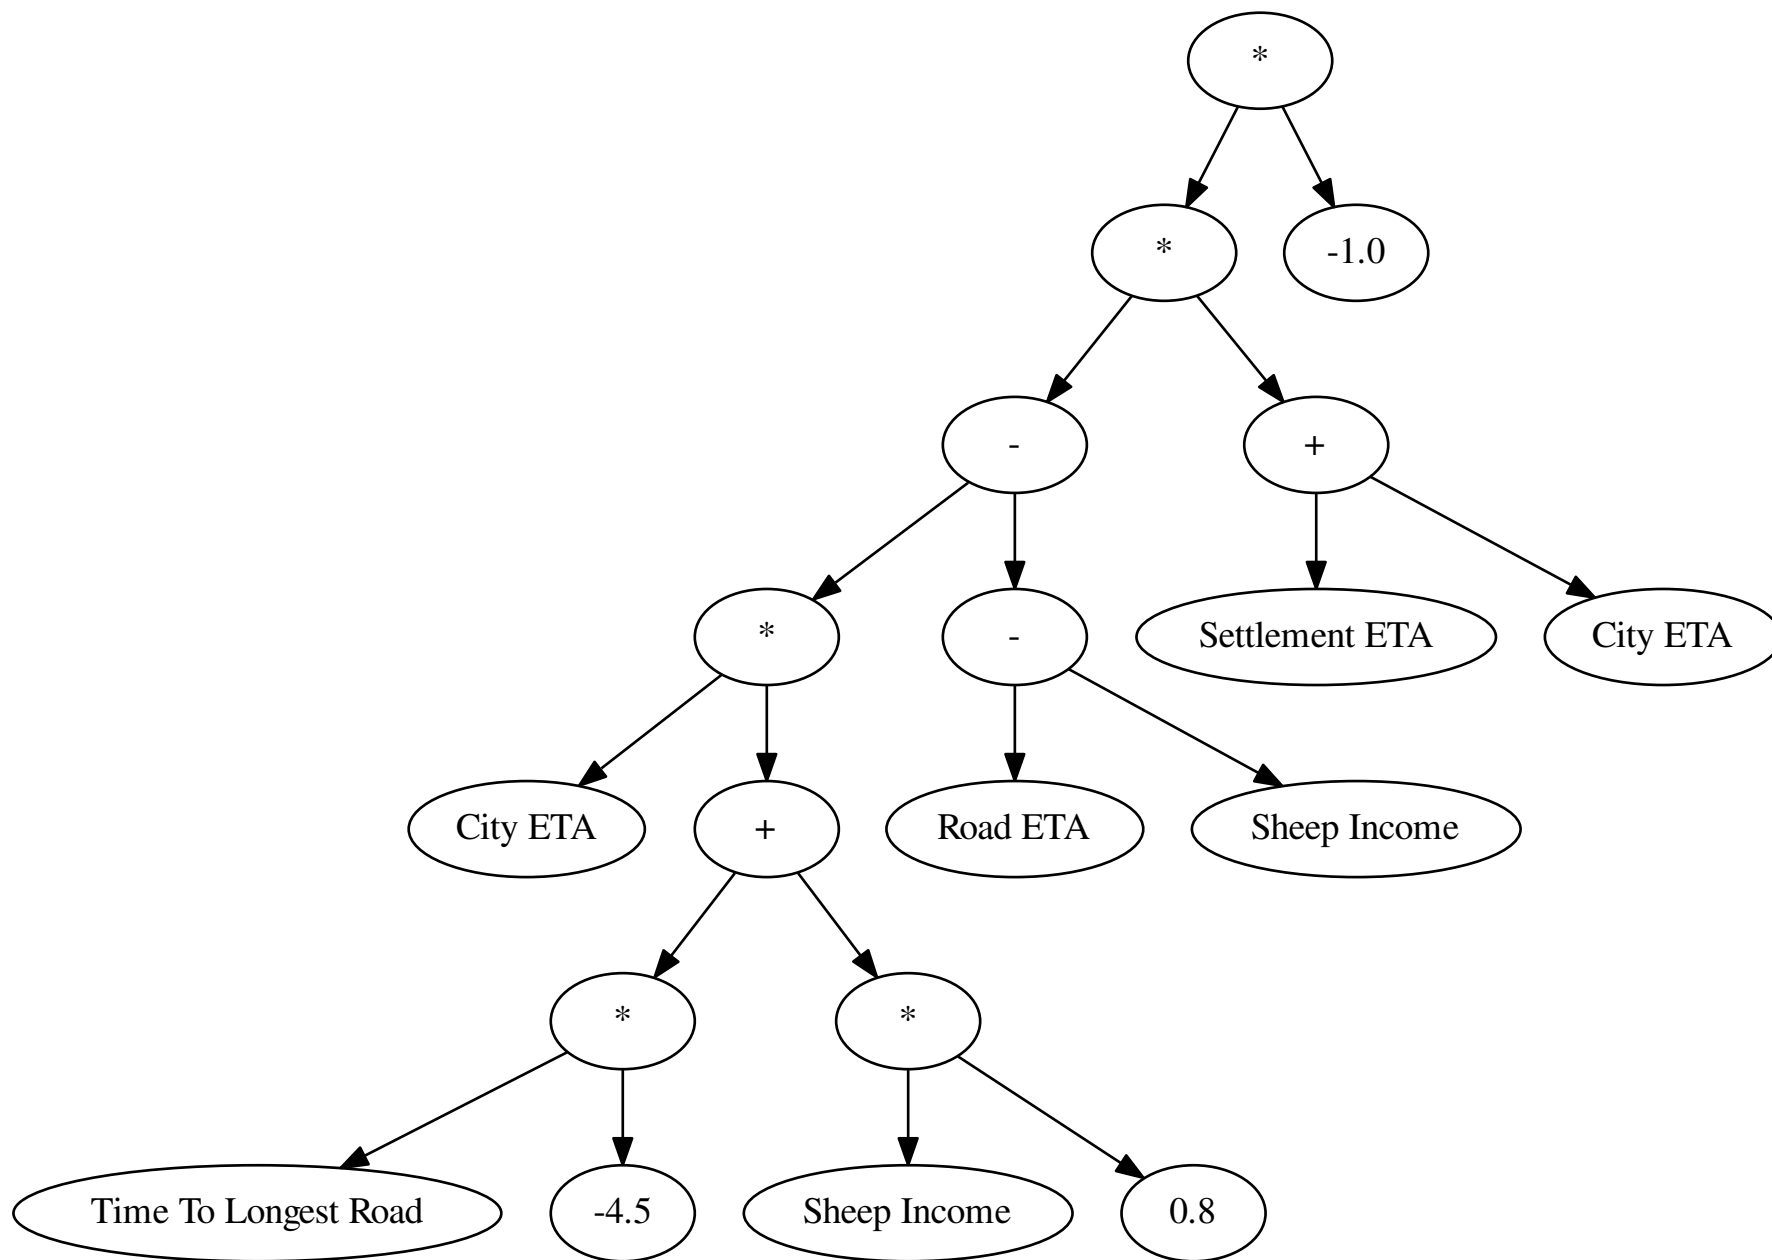 *
*
-1.0
-
+
*
-
Settlement ETA
City ETA
City ETA
+
Road ETA
Sheep Income
*
*
Time To Longest Road
-4.5
Sheep Income
0.8